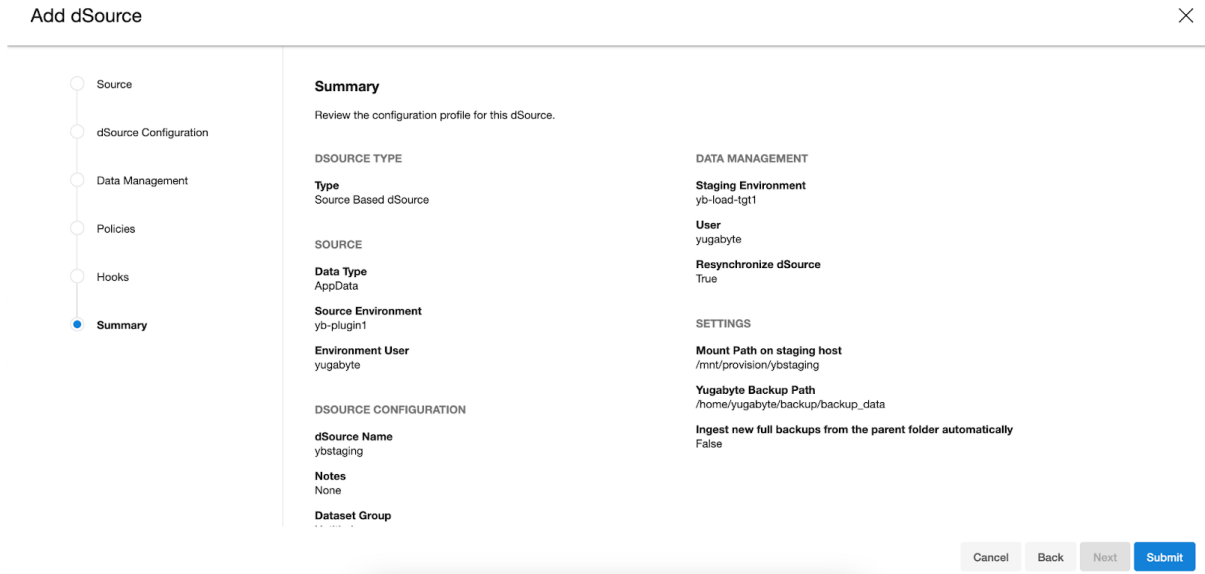 Add dSource
Source
dSource Configuration
Data Management
Policies
Hooks
Summary
Summary
Review the configuration profile for this dSource.
DSOURCE TYPE
Type
Source Based dSource
SOURCE
Data Type
AppData
Source Environment
yb-plugin1
Environment User
yugabyte
DSOURCE CONFIGURATION
dSource Name
ybstaging
Notes
None
Dataset Group
DATA MANAGEMENT
Staging Environment
yb-load-tgt1
User
yugabyte
Resynchronize dSource
True
SETTINGS
Mount Path on staging host
/mnt/provision/ybstaging
Yugabyte Backup Path
/home/yugabyte/backup/backup_data
Ingest new full backups from the parent folder automatically
False
Cancel
Back
Next
Submit